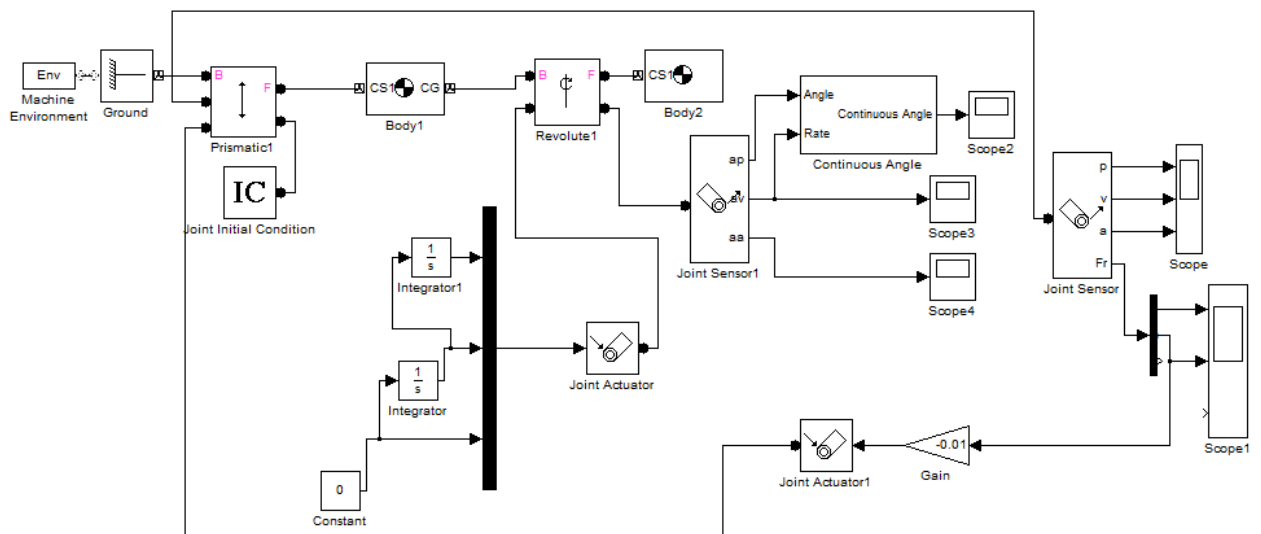 Env
Machine
Environment
Ground
B
F
Prismatic1
IC
Joint Initial Condition
CS1
CG
Body1
B
F
Revolute1
CS1
Body2
ap
av
aa
Joint Sensor1
Angle
Rate
Continuous Angle
Continuous Angle
Scope2
Scope3
Scope4
p
v
a
Fr
Joint Sensor
Scope
Scope1
1
s
Integrator1
1
s
Integrator
0
Constant
Joint Actuator
Joint Actuator1
-0.01
Gain